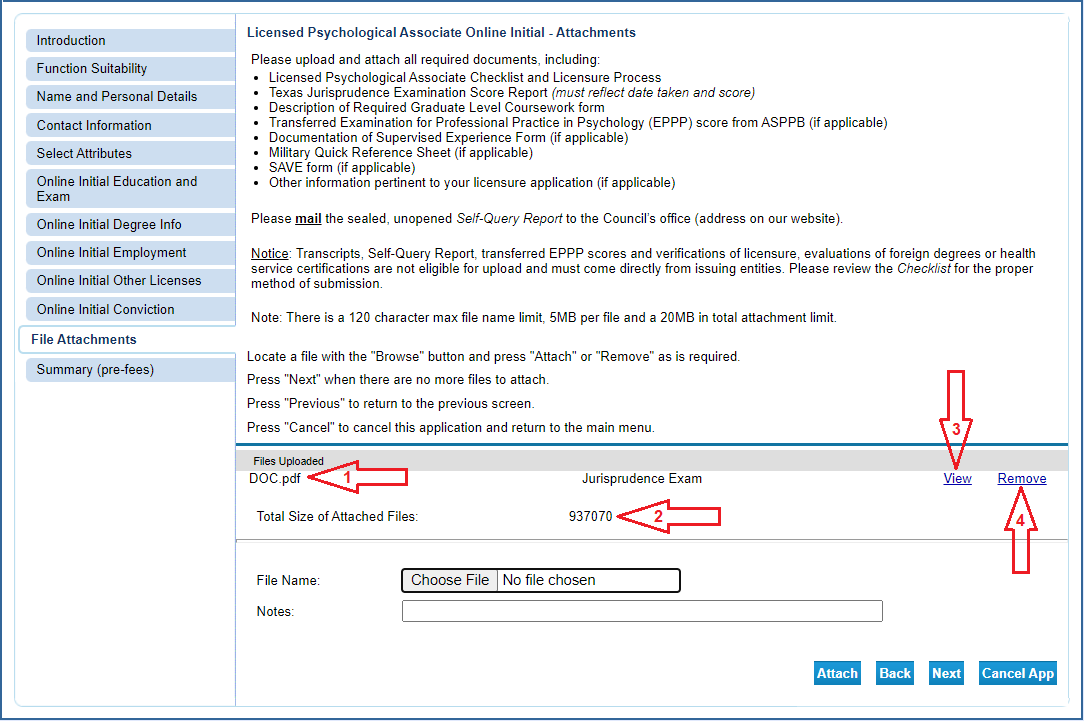 Introduction
Function Suitability
Name and Personal Details
Contact Information
Select Attributes
Online Initial Education and
Exam
Online Initial Degree Info
Online Initial Employment
Online Initial Other Licenses
Online Initial Conviction
File Attachments
Summary (pre-fees)
Licensed Psychological Associate Online Initial - Attachments
Please upload and attach all required documents, including:
• Licensed Psychological Associate Checklist and Licensure Process
• Texas Jurisprudence Examination Score Report (must reflect date taken and score)
• Description of Required Graduate Level Coursework form
• Transferred Examination for Professional Practice in Psychology (EPPP) score from ASPPB (if applicable)
• Documentation of Supervised Experience Form (if applicable)
• Military Quick Reference Sheet (if applicable)
• SAVE form (if applicable)
• Other information pertinent to your licensure application (if applicable)
Please mail the sealed, unopened Self-Query Report to the Council's office (address on our website).
Notice: Transcripts, Self-Query Report, transferred EPPP scores and verifications of licensure, evaluations of foreign degrees or health
service certifications are not eligible for upload and must come directly from issuing entities. Please review the Checklist for the proper
method of submission.
Note: There is a 120 character max file name limit, 5MB per file and a 20MB in total attachment limit.
Locate a file with the "Browse" button and press "Attach" or "Remove" as is required.
Press "Next" when there are no more files to attach.
Press "Previous" to return to the previous screen.
Press "Cancel" to cancel this application and return to the main menu.
3
Files Uploaded
DOC.pdf 1 Jurisprudence Exam View Remove
Total Size of Attached Files: 937070 2 4
File Name: Choose File No file chosen
Notes:
Attach Back Next Cancel App